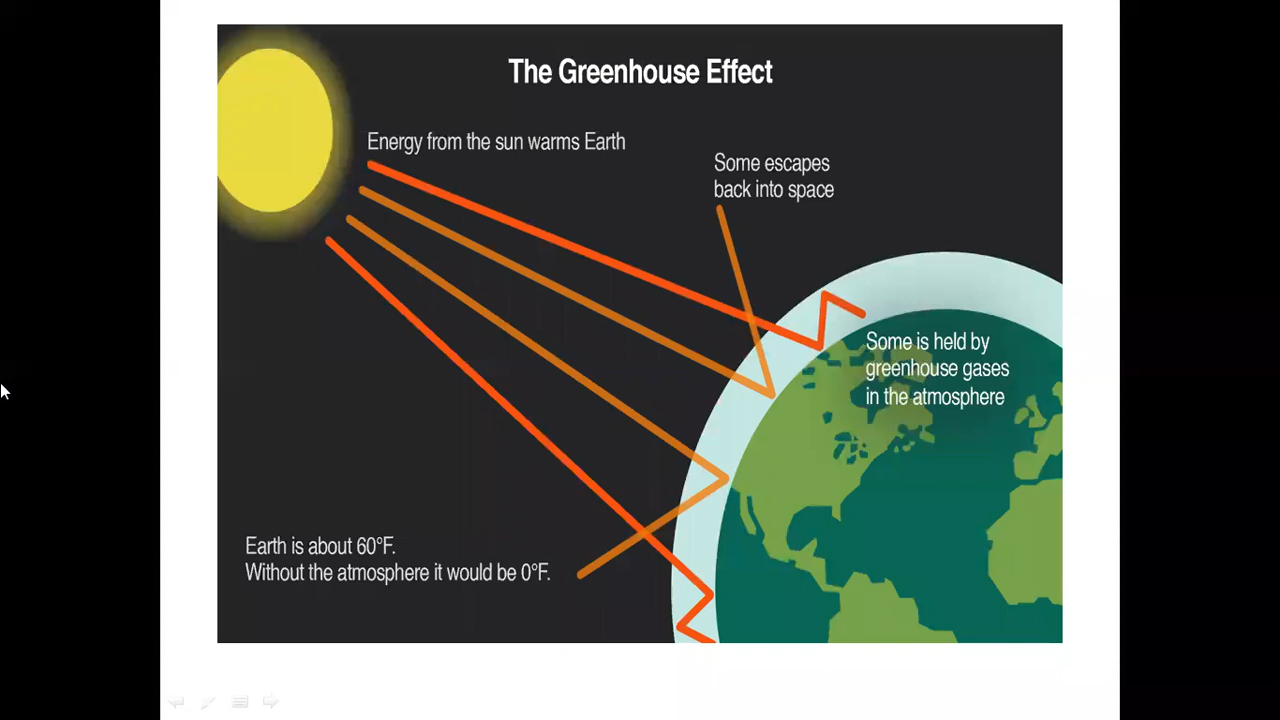 The Greenhouse Effect
Energy from the sun warms Earth
Some escapes
back into space
Some is held by
greenhouse gases
in the atmosphere
Earth is about 60°F.
Without the atmosphere it would be 0°F.